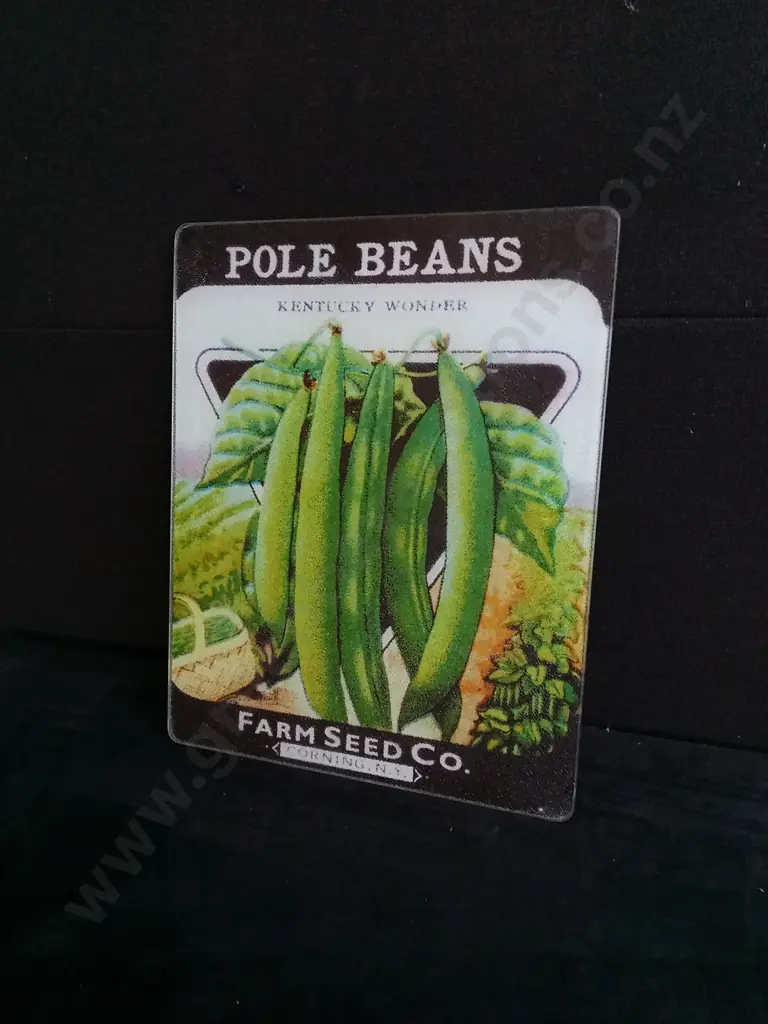 POLE BEANS
KENTUCKY WONDER
FARM SEED CO.
CORNING, N.Y.